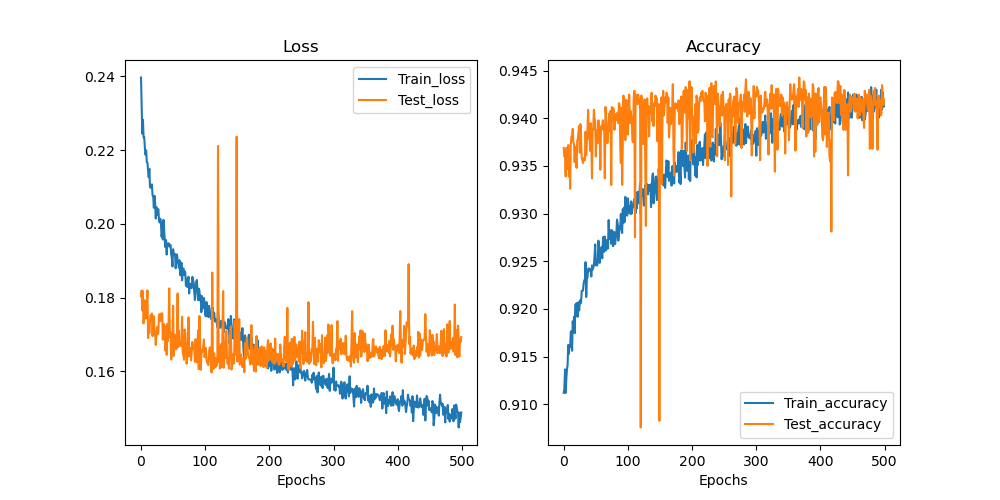 Loss
Train_loss
Test_loss
0.24
0.22
0.20
0.18
0.16
0 100 200 300 400 500
Epochs
Accuracy
0.945
0.940
0.935
0.930
0.925
0.920
0.915
0.910
Train_accuracy
Test_accuracy
0 100 200 300 400 500
Epochs